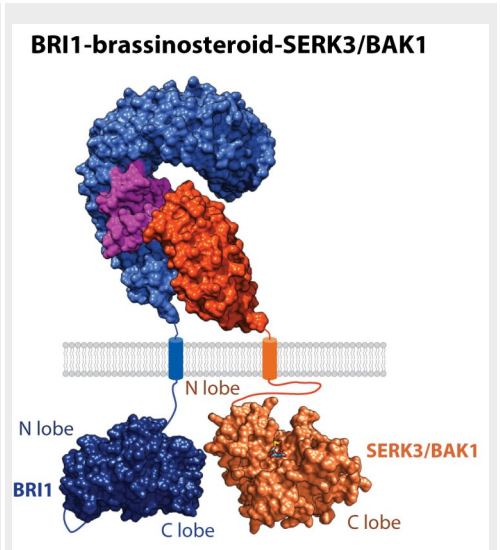 BRI1-brassinosteroid-SERK3/BAK1
N lobe
N lobe
SERK3/BAK1
BRI1
C lobe
C lobe